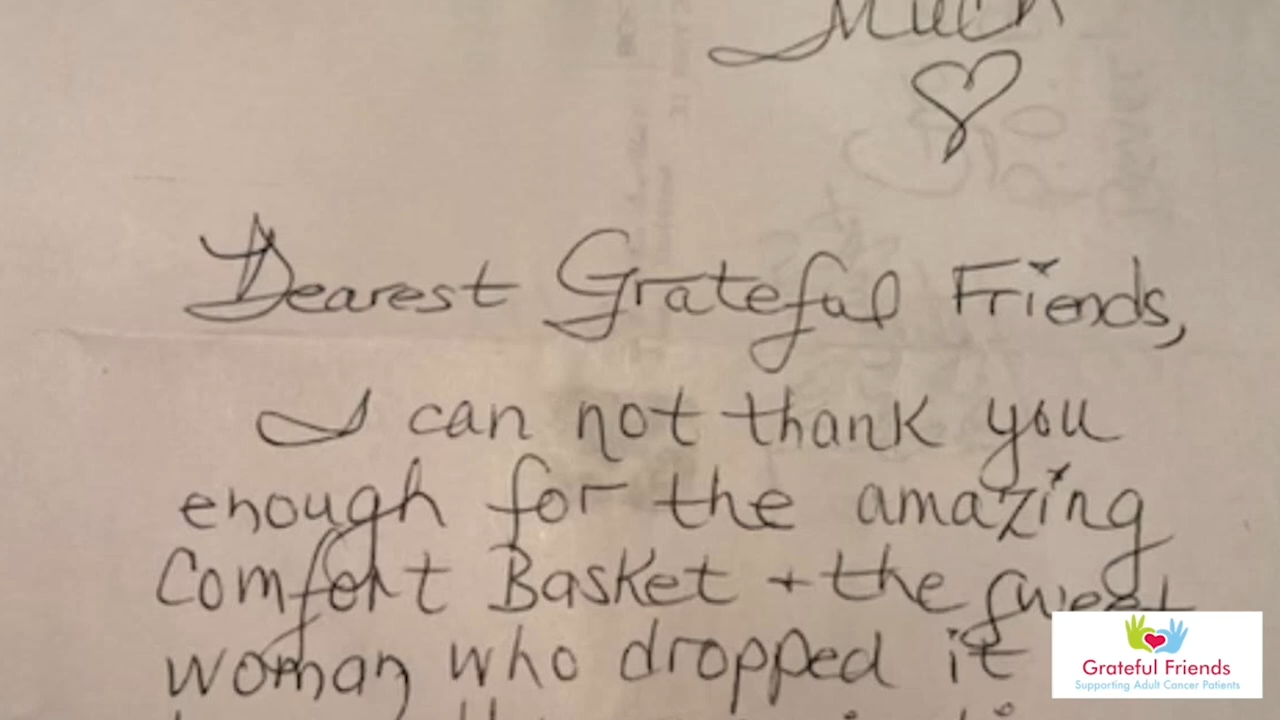 Much
Dearest Grateful Friends,
I can not thank you
enough for the amazing
Comfort Basket + the sweet
woman who dropped it
Grateful Friends
Supporting Adult Cancer Patients